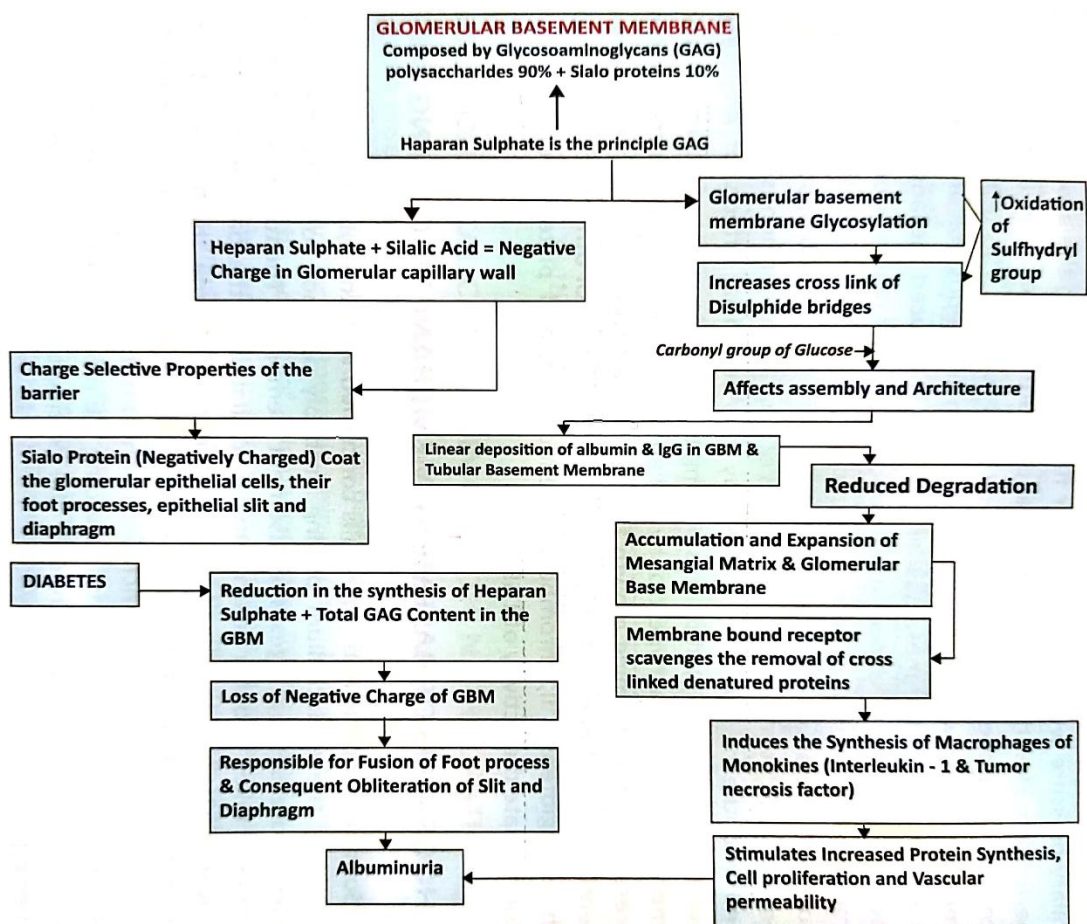 GLOMERULAR BASEMENT MEMBRANE
Composed by Glycosoaminoglycans (GAG)
polysaccharides 90% + Sialo proteins 10%
Haparan Sulphate is the principle GAG
Heparan Sulphate + Silalic Acid = Negative
Charge in Glomerular capillary wall
Charge Selective Properties of the
barrier
Sialo Protein (Negatively Charged) Coat
the glomerular epithelial cells, their
foot processes, epithelial slit and
diaphragm
Glomerular basement
membrane Glycosylation
↑Oxidation
of
Sulfhydryl
group
Increases cross link of
Disulphide bridges
Carbonyl group of Glucose
Affects assembly and Architecture
Linear deposition of albumin & IgG in GBM &
Tubular Basement Membrane
Reduced Degradation
Accumulation and Expansion of
Mesangial Matrix & Glomerular
Base Membrane
Membrane bound receptor
scavenges the removal of cross
linked denatured proteins
Induces the Synthesis of Macrophages of
Monokines (Interleukin - 1 & Tumor
necrosis factor)
Stimulates Increased Protein Synthesis,
Cell proliferation and Vascular
permeability
DIABETES
Reduction in the synthesis of Heparan
Sulphate + Total GAG Content in the
GBM
Loss of Negative Charge of GBM
Responsible for Fusion of Foot process
& Consequent Obliteration of Slit and
Diaphragm
Albuminuria